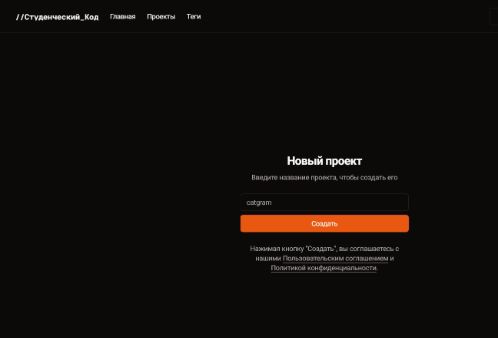 //Студенческий_Код Главная Проекты Теги
Новый проект
Введите название проекта, чтобы создать его
catgram
Создать
Нажимая кнопку "Создать", вы соглашаетесь с
нашими Пользовательским соглашением и
Политикой конфиденциальности.